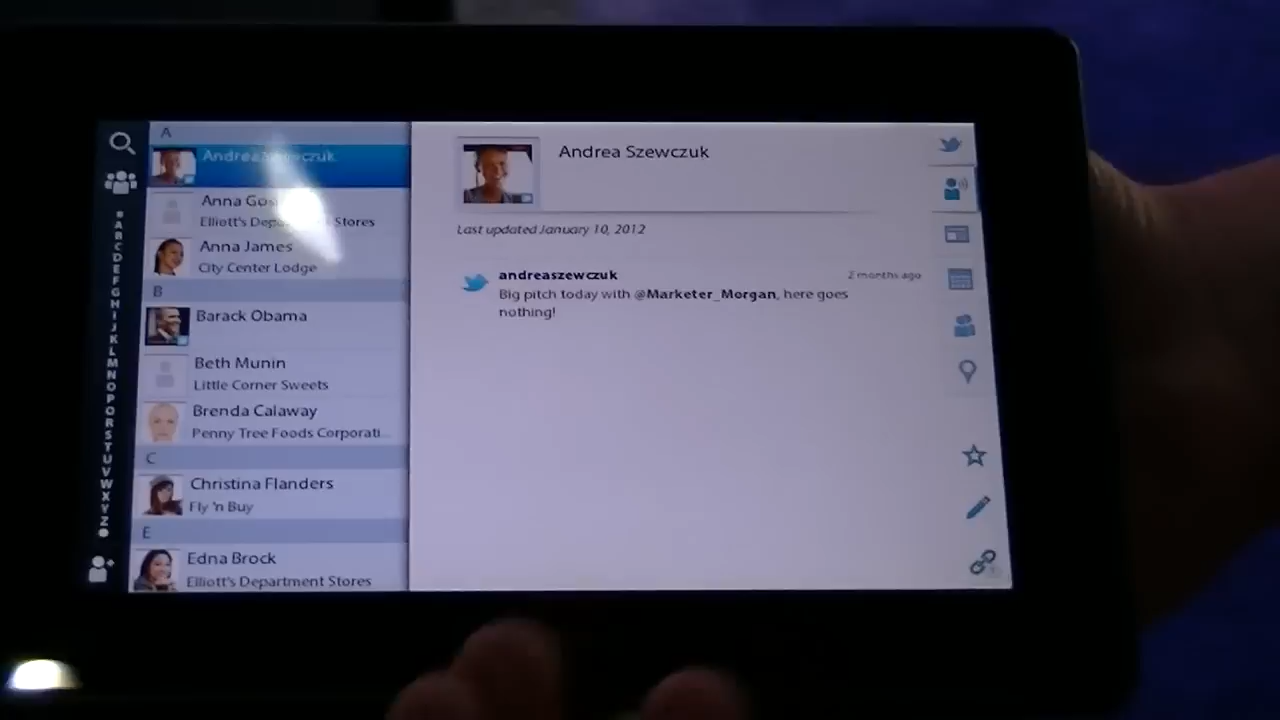 A
Andrea Szewczuk
Anna
Elliott's Stores
Anna James
City Center Lodge
B
Barack Obama
Beth Munin
Little Corner Sweets
Brenda Calaway
Penny Tree Foods Corporati...
C
Christina Flanders
Fly 'n Buy
E
Edna Brock
Elliott's Department Stores
#
A
B
C
D
E
F
G
H
I
J
K
L
M
N
O
P
Q
R
S
T
U
V
W
X
Y
Z
Andrea Szewczuk
Last updated January 10, 2012
andreaszewczuk 2 months ago
Big pitch today with @Marketer_Morgan, here goes
nothing!